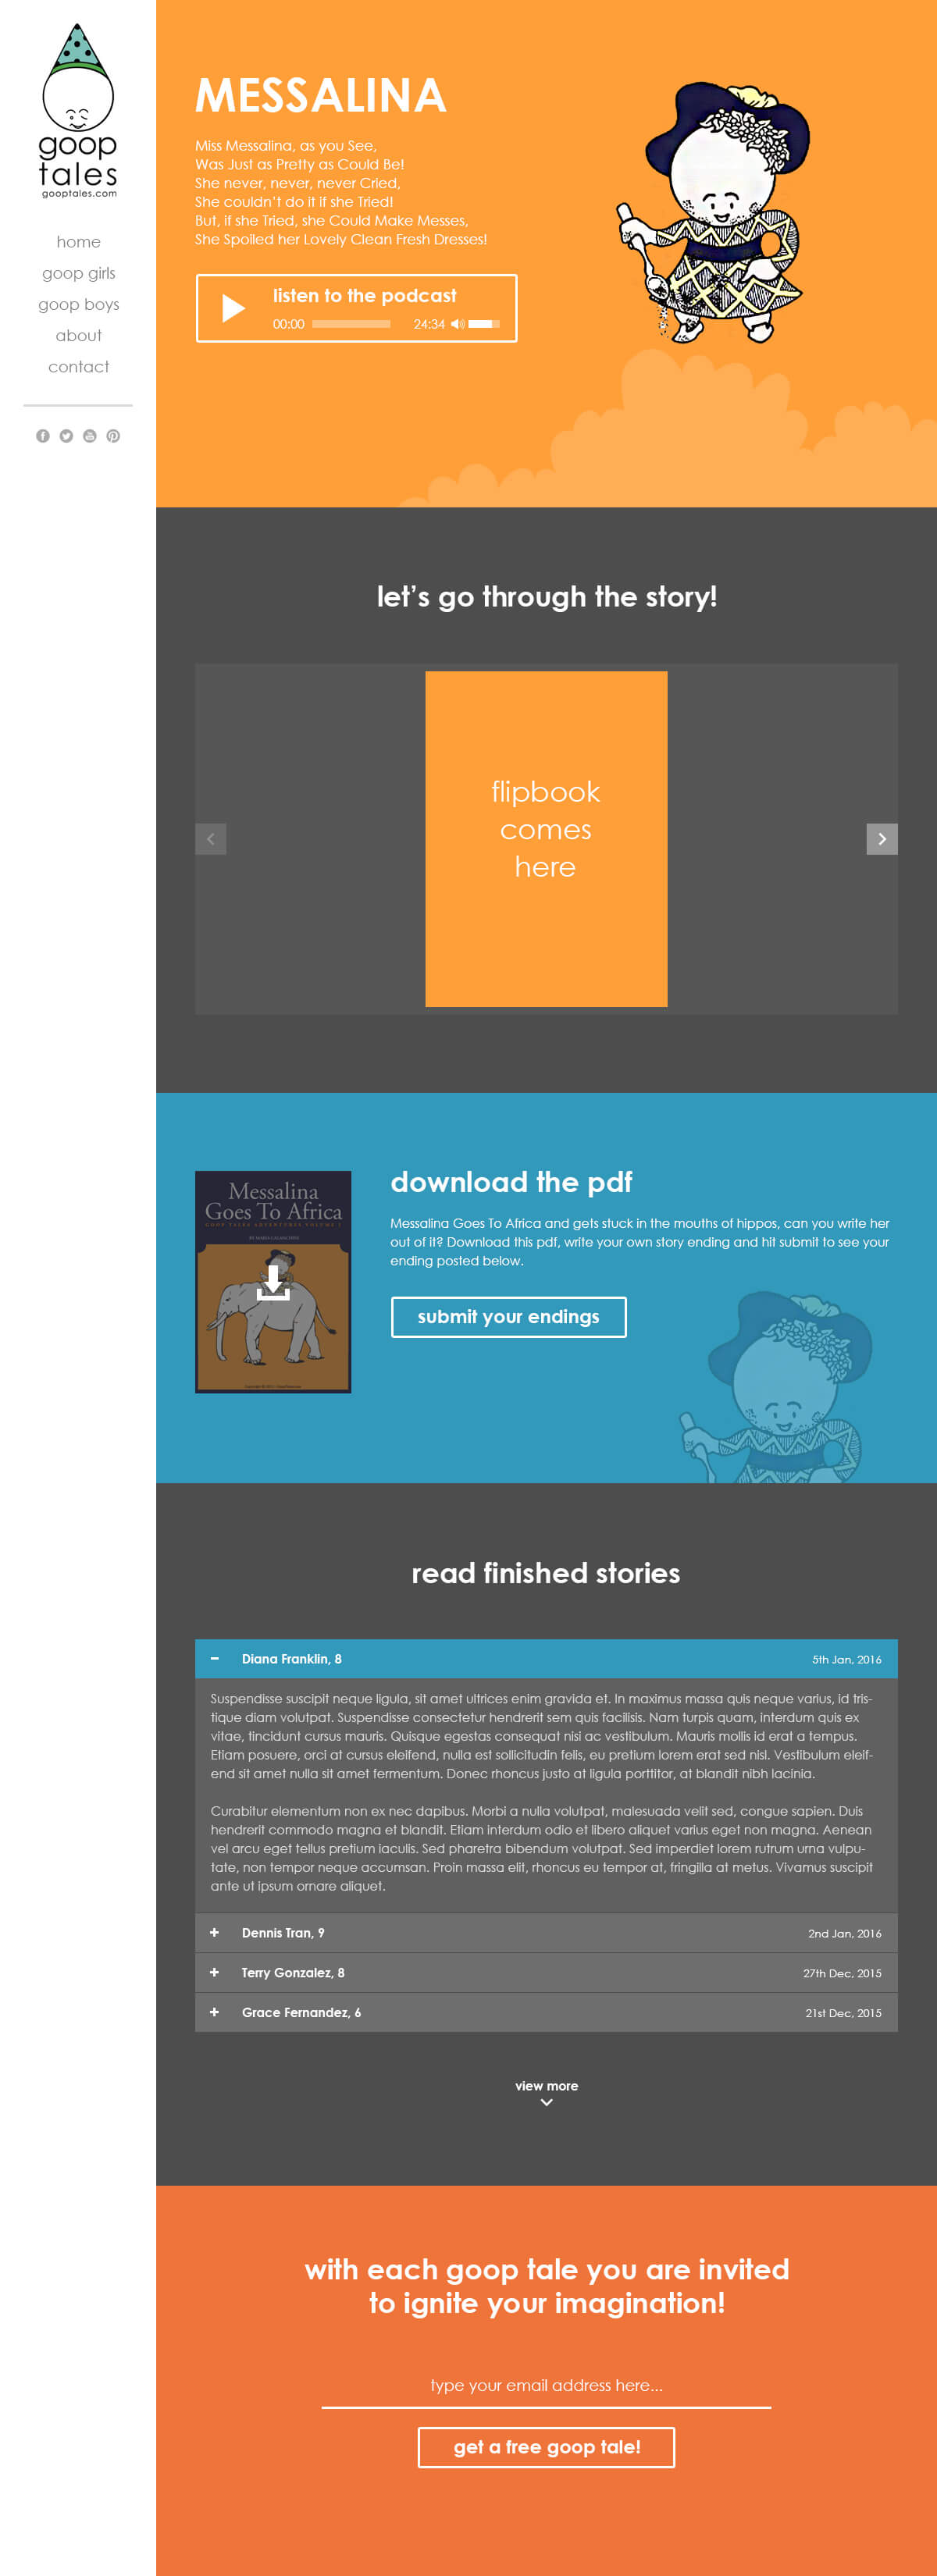 goop
tales
gooptales.com
home
goop girls
goop boys
about
contact
MESSALINA
Miss Messalina, as you See,
Was Just as Pretty as Could Be!
She never, never, never Cried,
She couldn't do it if she Tried!
But, if she Tried, she Could Make Messes,
She Spoiled her Lovely Clean Fresh Dresses!
listen to the podcast
00:00 24:34
let's go through the story!
flipbook
comes
here
Messalina
Goes To Africa
GOOP TALES ADVENTURES VOLUME 1
download the pdf
Messalina Goes To Africa and gets stuck in the mouths of hippos, can you write her
out of it? Download this pdf, write your own story ending and hit submit to see your
ending posted below.
submit your endings
read finished stories
Diana Franklin, 8 5th Jan, 2016
Suspendisse suscipit neque ligula, sit amet ultrices enim gravida et. In maximus massa quis neque varius, id tris-
tique diam volutpat. Suspendisse consectetur hendrerit sem quis facilisis. Nam turpis quam, interdum quis ex
vitae, tincidunt cursus mauris. Quisque egestas consequat nisi ac vestibulum. Mauris mollis id erat a tempus.
Etiam posuere, orci at cursus eleifend, nulla est sollicitudin felis, eu pretium lorem erat sed nisl. Vestibulum eleif-
end sit amet nulla sit amet fermentum. Donec rhoncus justo at ligula porttitor, at blandit nibh lacinia.
Curabitur elementum non ex nec dapibus. Morbi a nulla volutpat, malesuada velit sed, congue sapien. Duis
hendrerit commodo magna et blandit. Etiam interdum odio et libero aliquet varius eget non magna. Aenean
vel arcu eget tellus pretium iaculis. Sed pharetra bibendum volutpat. Sed imperdiet lorem rutrum urna vulpu-
tate, non tempor neque accumsan. Proin massa elit, rhoncus eu tempor at, fringilla at metus. Vivamus suscipit
ante ut ipsum ornare aliquet.
Dennis Tran, 9 2nd Jan, 2016
Terry Gonzalez, 8 27th Dec, 2015
Grace Fernandez, 6 21st Dec, 2015
view more
with each goop tale you are invited
to ignite your imagination!
type your email address here...
get a free goop tale!